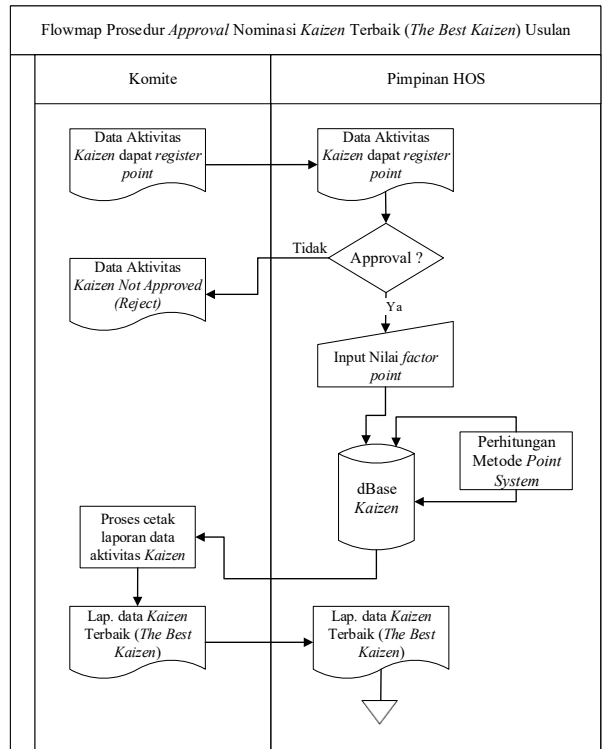 Flowmap Prosedur Approval Nominasi Kaizen Terbaik (The Best Kaizen) Usulan
Komite
Pimpinan HOS
Data Aktivitas
Kaizen dapat register
point
Data Aktivitas
Kaizen dapat register
point
Tidak
Approval ?
Data Aktivitas
Kaizen Not Approved
(Reject)
Ya
Input Nilai factor
point
Perhitungan
Metode Point
System
dBase
Kaizen
Proses cetak
laporan data
aktivitas Kaizen
Lap. data Kaizen
Terbaik (The Best
Kaizen)
Lap. data Kaizen
Terbaik (The Best
Kaizen)